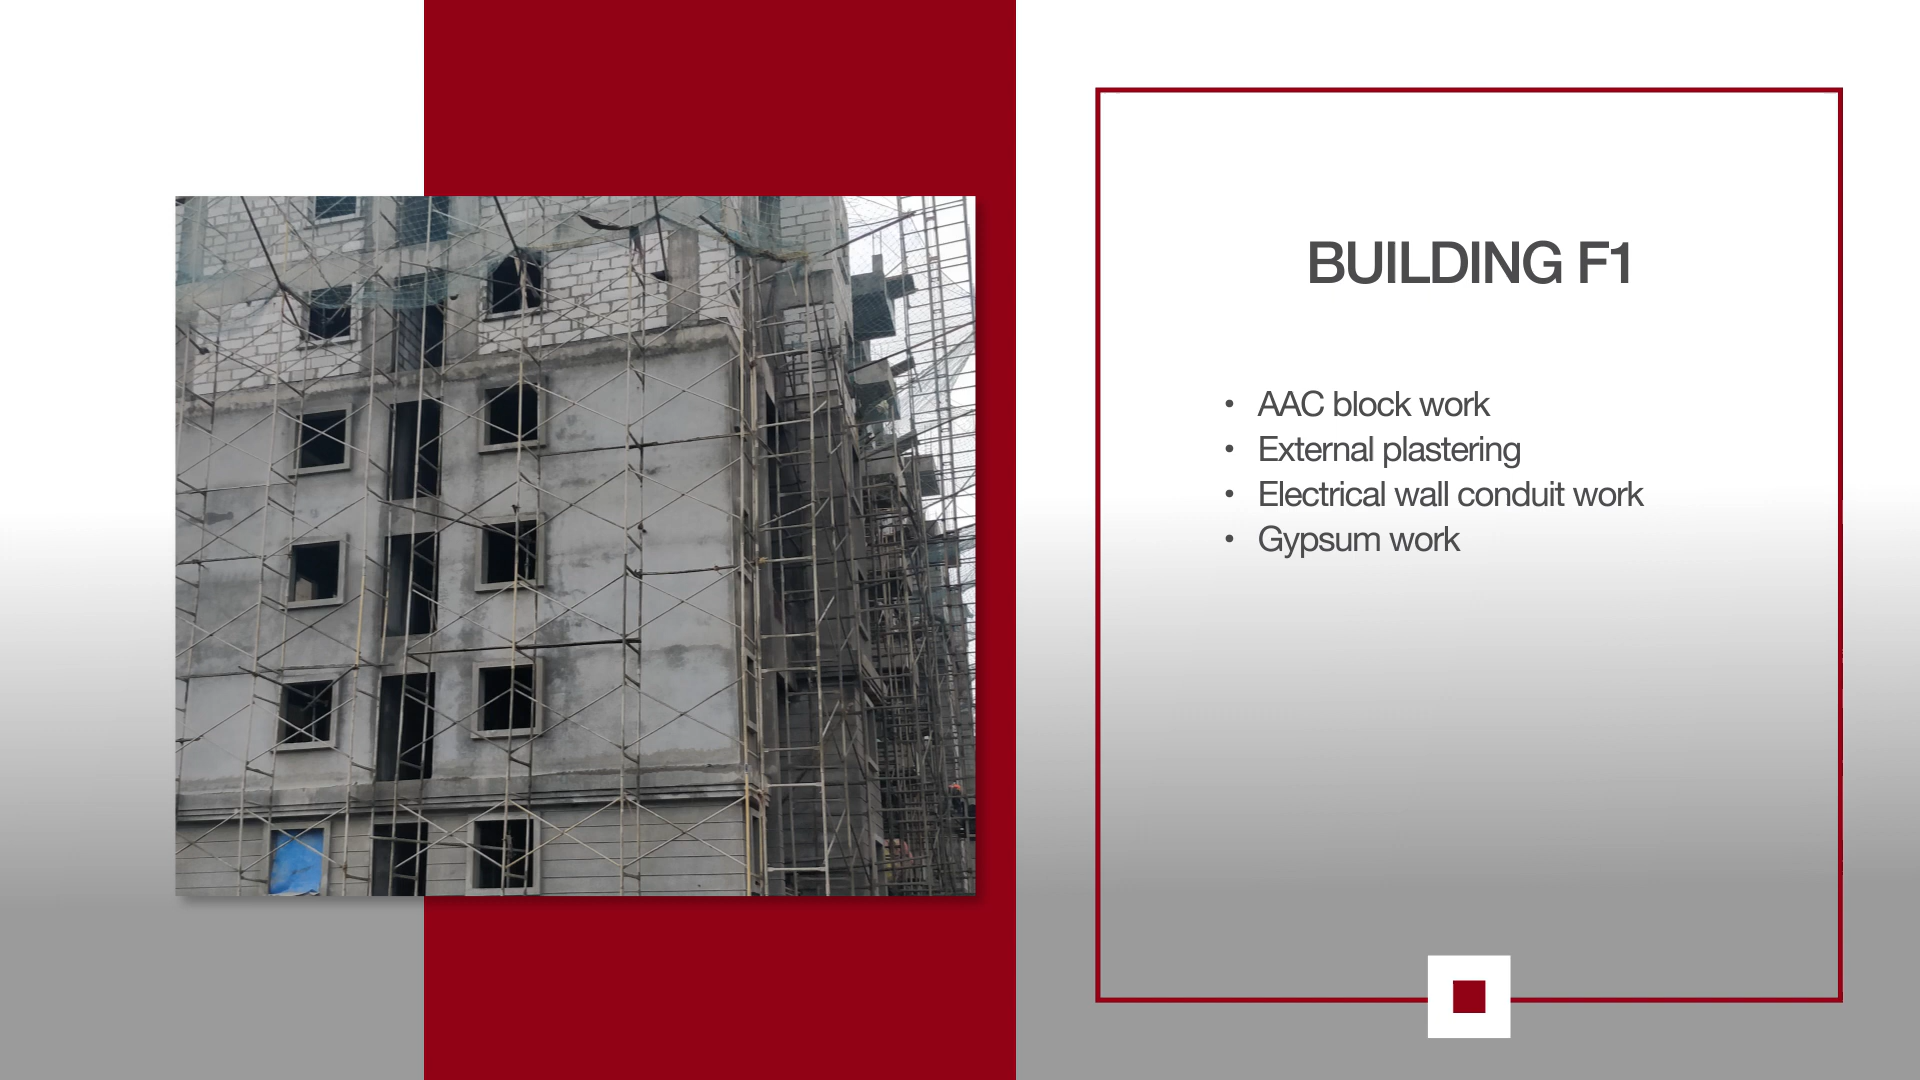 BUILDING F1
• AAC block work
• External plastering
• Electrical wall conduit work
• Gypsum work